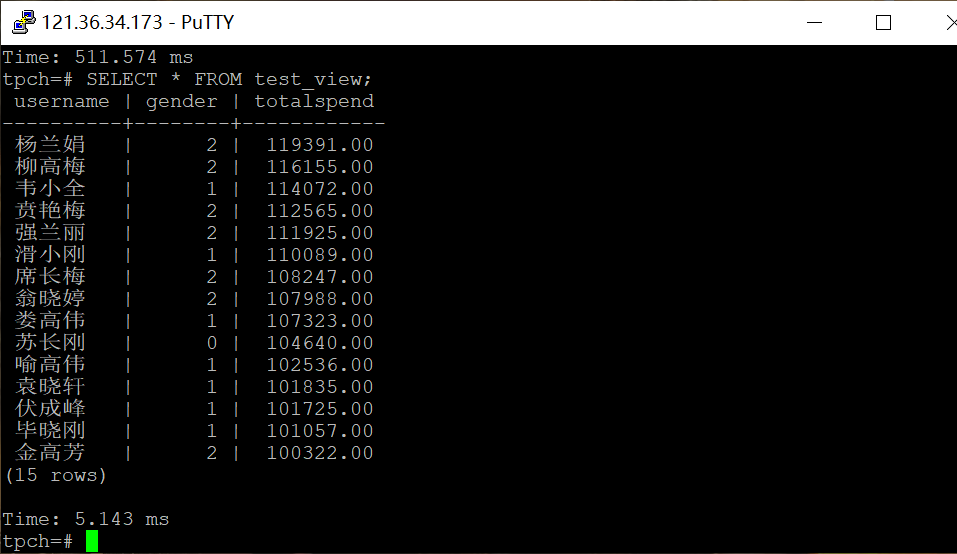 121.36.34.173 - PuTTY
Time: 511.574 ms
tpch=# SELECT * FROM test_view;
 username | gender | totalspend
----------+--------+------------
 杨兰娟   |      2 |  119391.00
 柳高梅   |      2 |  116155.00
 韦小全   |      1 |  114072.00
 贲艳梅   |      2 |  112565.00
 强兰丽   |      2 |  111925.00
 滑小刚   |      1 |  110089.00
 席长梅   |      2 |  108247.00
 翁晓婷   |      2 |  107988.00
 娄高伟   |      1 |  107323.00
 苏长刚   |      0 |  104640.00
 喻高伟   |      1 |  102536.00
 袁晓轩   |      1 |  101835.00
 伏成峰   |      1 |  101725.00
 毕晓刚   |      1 |  101057.00
 金高芳   |      2 |  100322.00
(15 rows)
Time: 5.143 ms
tpch=#